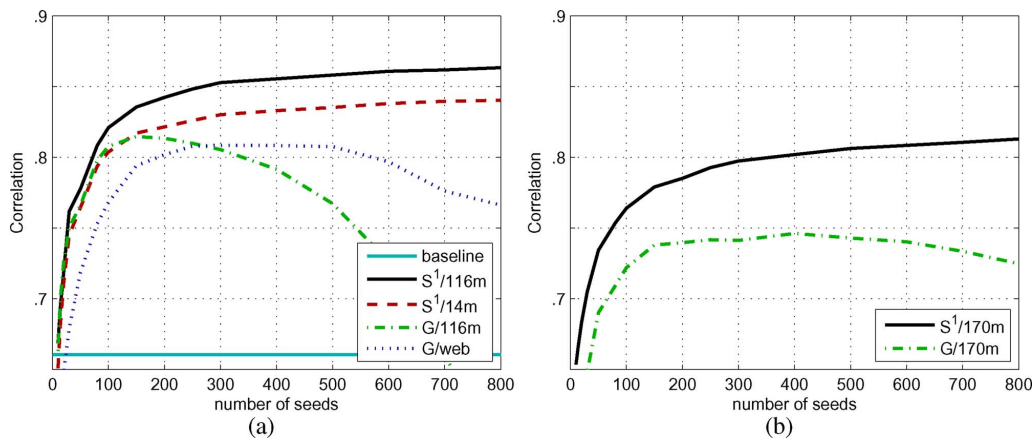 .9
.8
.7
Correlation
0 100 200 300 400 500 600 700 800
number of seeds
baseline
S¹/116m
S¹/14m
G/116m
G/web
(a)
.9
.8
.7
Correlation
0 100 200 300 400 500 600 700 800
number of seeds
S¹/170m
G/170m
(b)